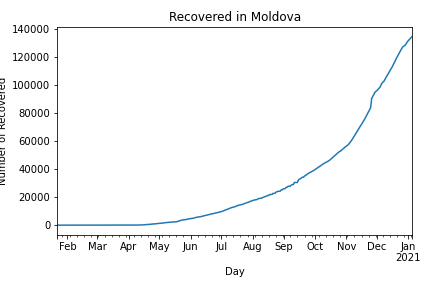 Recovered in Moldova
140000
120000
100000
80000
60000
40000
20000
0
Number of Recovered
Feb Mar Apr May Jun Jul Aug Sep Oct Nov Dec Jan
2021
Day